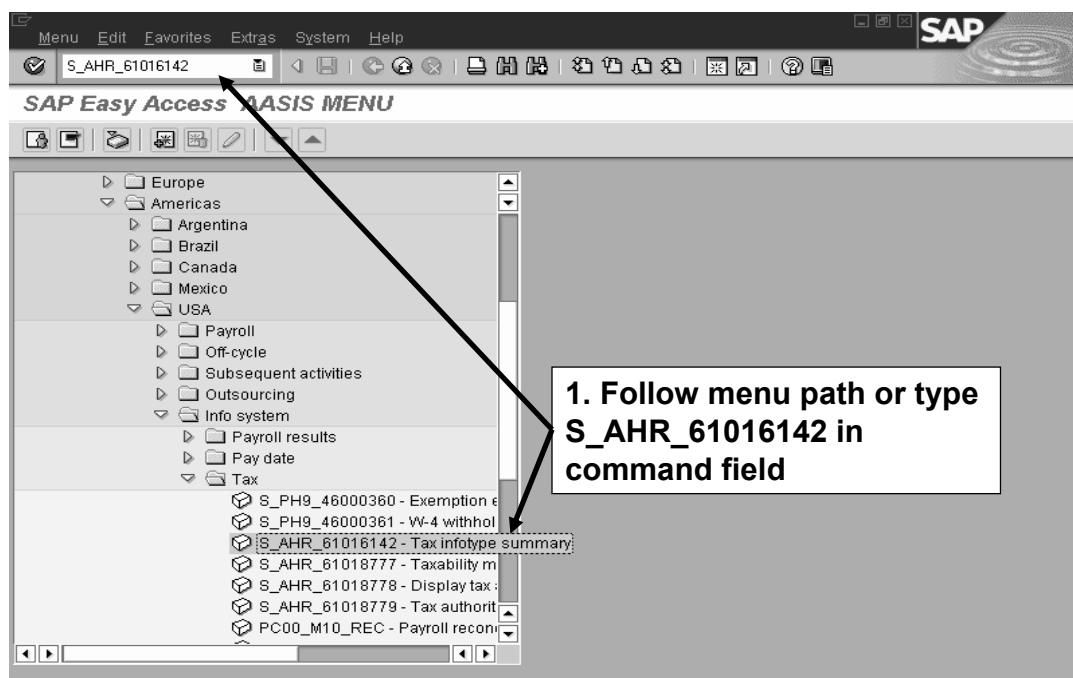 Menu Edit Favorites Extras System Help
SAP
S_AHR_61016142
SAP Easy Access AASIS MENU
Europe
Americas
Argentina
Brazil
Canada
Mexico
USA
Payroll
Off-cycle
Subsequent activities
Outsourcing
Info system
Payroll results
Pay date
Tax
S_PH9_46000360 - Exemption e
S_PH9_46000361 - W-4 withhol
S_AHR_61016142 - Tax infotype summary
S_AHR_61018777 - Taxability m
S_AHR_61018778 - Display tax
S_AHR_61018779 - Tax authorit
PC00_M10_REC - Payroll recon
1. Follow menu path or type
S_AHR_61016142 in
command field